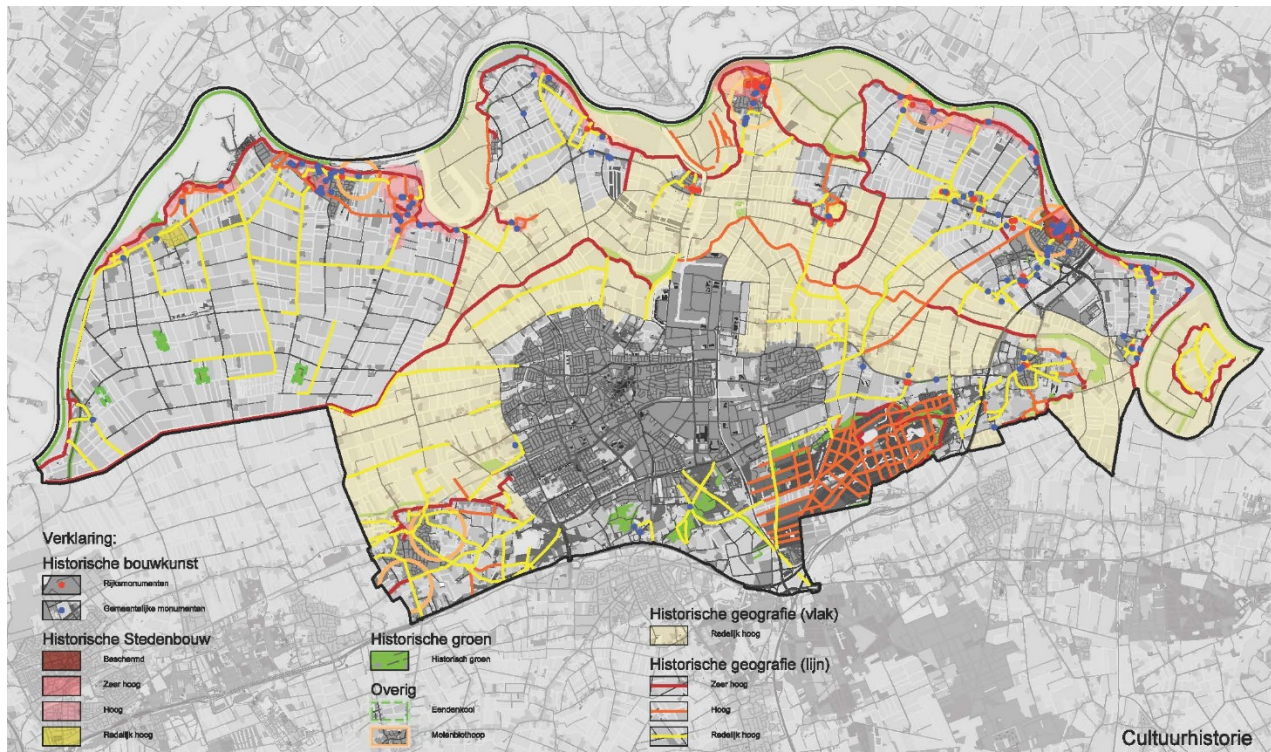 Verklaring:
Historische bouwkunst
Rijksmonumenten
Gemeentelijke monumenten
Historische Stedenbouw
Beschermd
Zeer hoog
Hoog
Redelijk hoog
Historische groen
Historisch groen
Overig
Eendenkooi
Molenbiotoop
Historische geografie (vlak)
Redelijk hoog
Historische geografie (lijn)
Zeer hoog
Hoog
Redelijk hoog
Cultuurhistorie